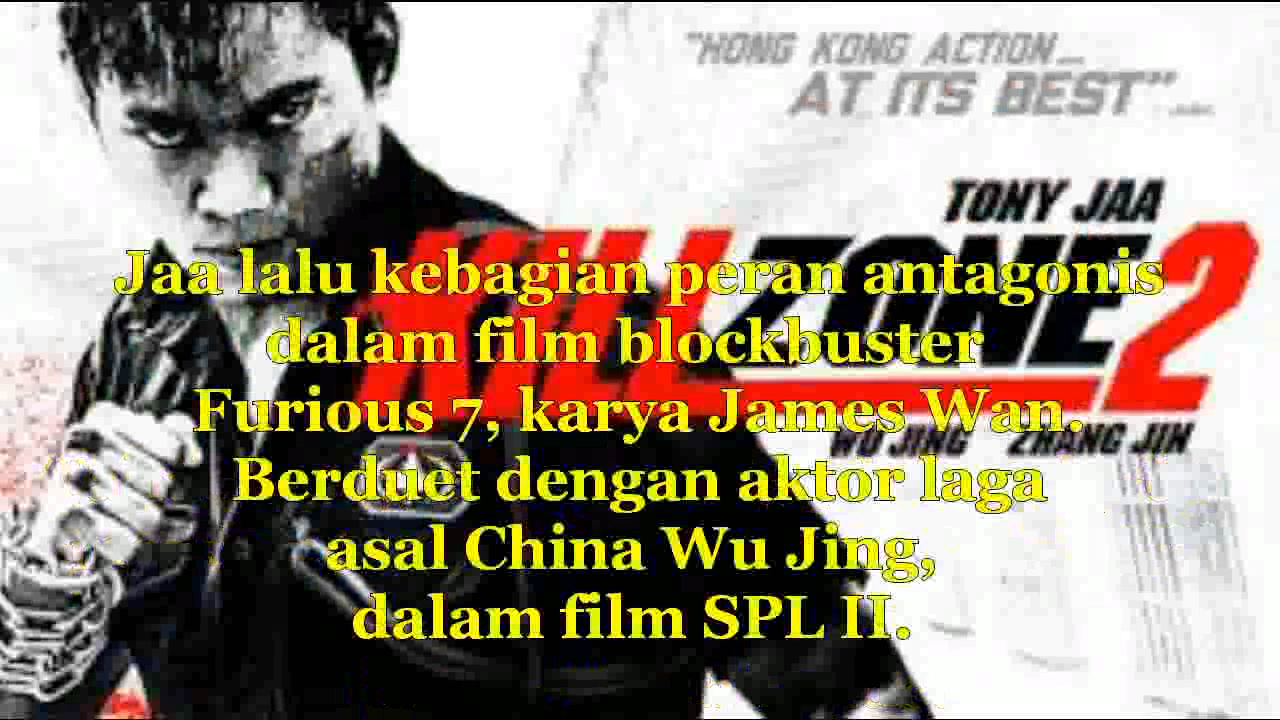 "HONG KONG ACTION...
AT ITS BEST"...
TONY JAA
KILLZONE 2
WU JING ZHANG JIN
Jaa lalu kebagian peran antagonis
dalam film blockbuster
Furious 7, karya James Wan.
Berduet dengan aktor laga
asal China Wu Jing,
dalam film SPL II.